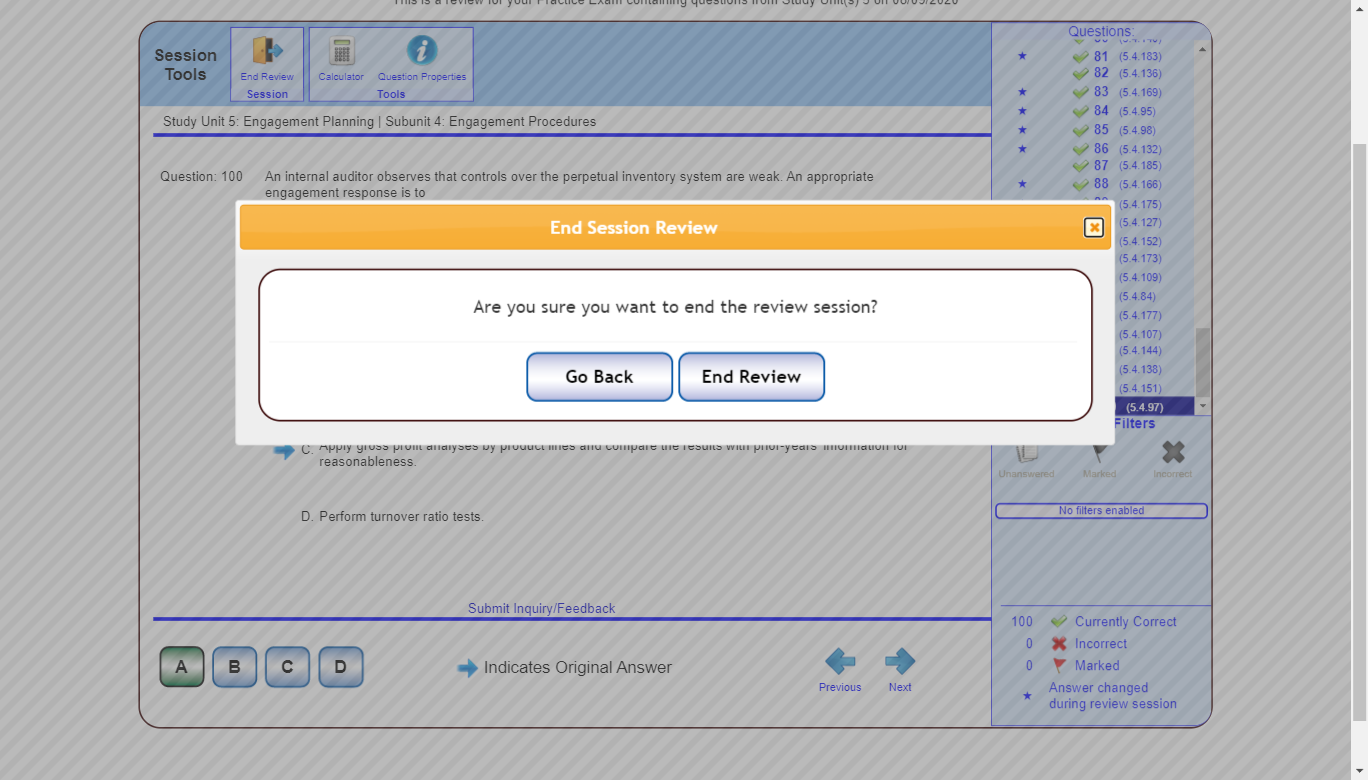 This is a review for your Practice Exam containing questions from Study Unit(s) 5 on 08/09/2020
Session
Tools
End Review
Session
Calculator
Question Properties
Tools
Study Unit 5: Engagement Planning | Subunit 4: Engagement Procedures
Question: 100 An internal auditor observes that controls over the perpetual inventory system are weak. An appropriate
engagement response is to
End Session Review
Are you sure you want to end the review session?
Go Back
End Review
C. Apply gross profit analyses by product lines and compare the results with prior-years' information for
reasonableness.
D. Perform turnover ratio tests.
Submit Inquiry/Feedback
A
B
C
D
Indicates Original Answer
Previous
Next
Questions:
81 (5.4.183)
82 (5.4.136)
83 (5.4.169)
84 (5.4.95)
85 (5.4.98)
86 (5.4.132)
87 (5.4.185)
88 (5.4.166)
(5.4.175)
(5.4.127)
(5.4.152)
(5.4.173)
(5.4.109)
(5.4.84)
(5.4.177)
(5.4.107)
(5.4.144)
(5.4.138)
(5.4.151)
(5.4.97)
Filters
Unanswered
Marked
Incorrect
No filters enabled
100 Currently Correct
0 Incorrect
0 Marked
Answer changed
during review session